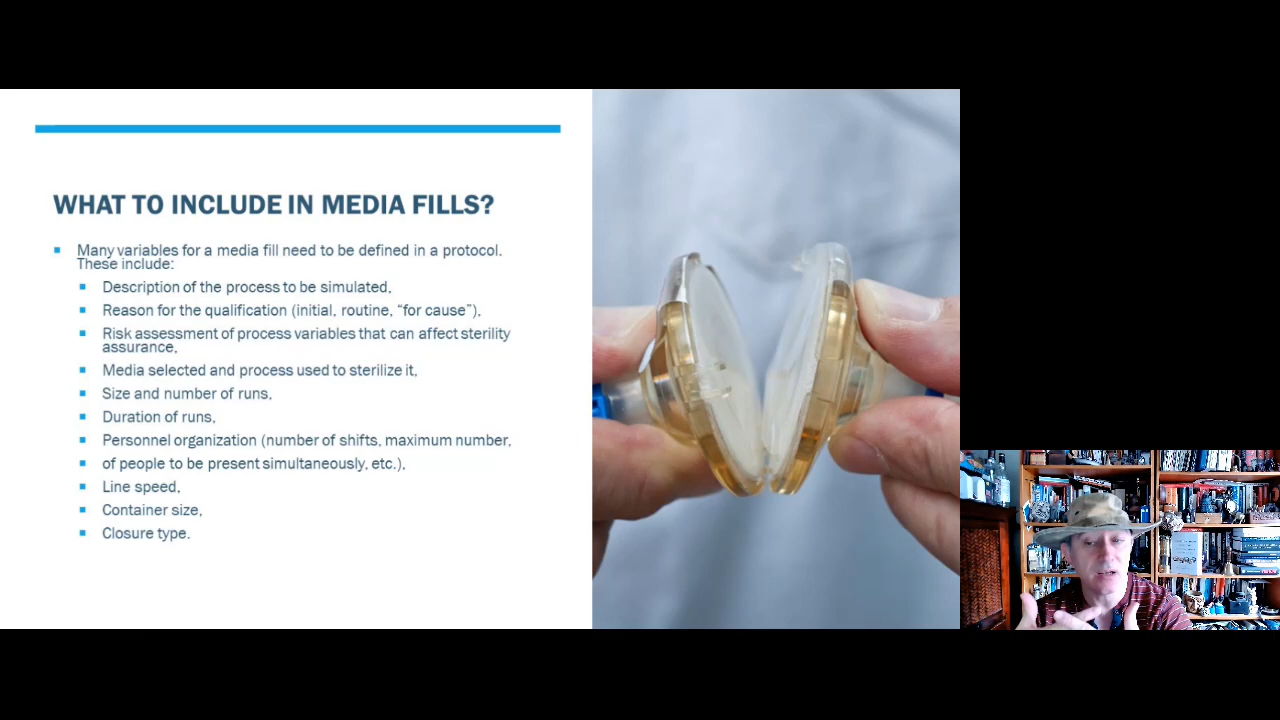 WHAT TO INCLUDE IN MEDIA FILLS?
Many variables for a media fill need to be defined in a protocol.
These include:
Description of the process to be simulated,
Reason for the qualification (initial, routine, “for cause”),
Risk assessment of process variables that can affect sterility
assurance,
Media selected and process used to sterilize it,
Size and number of runs,
Duration of runs,
Personnel organization (number of shifts, maximum number,
of people to be present simultaneously, etc.),
Line speed,
Container size,
Closure type.